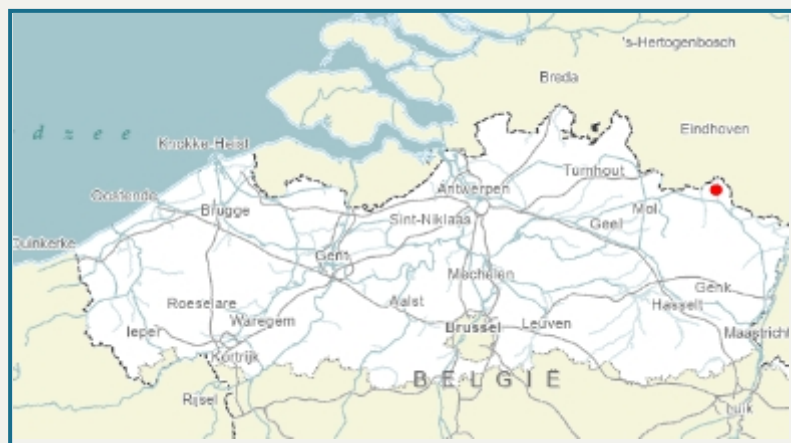 's-Hertogenbosch
Breda
d z e e
Eindhoven
Knokke-Heist
Turnhout
Oostende
Antwerpen
Brugge
Sint-Niklaas
Mol
Geel
Duinkerke
Gent
Mechelen
Roeselare
Aalst
Genk
Hasselt
Ieper
Waregem
Brussel
Leuven
Maastricht
Kortrijk
BELGIË
Rijsel
Luik